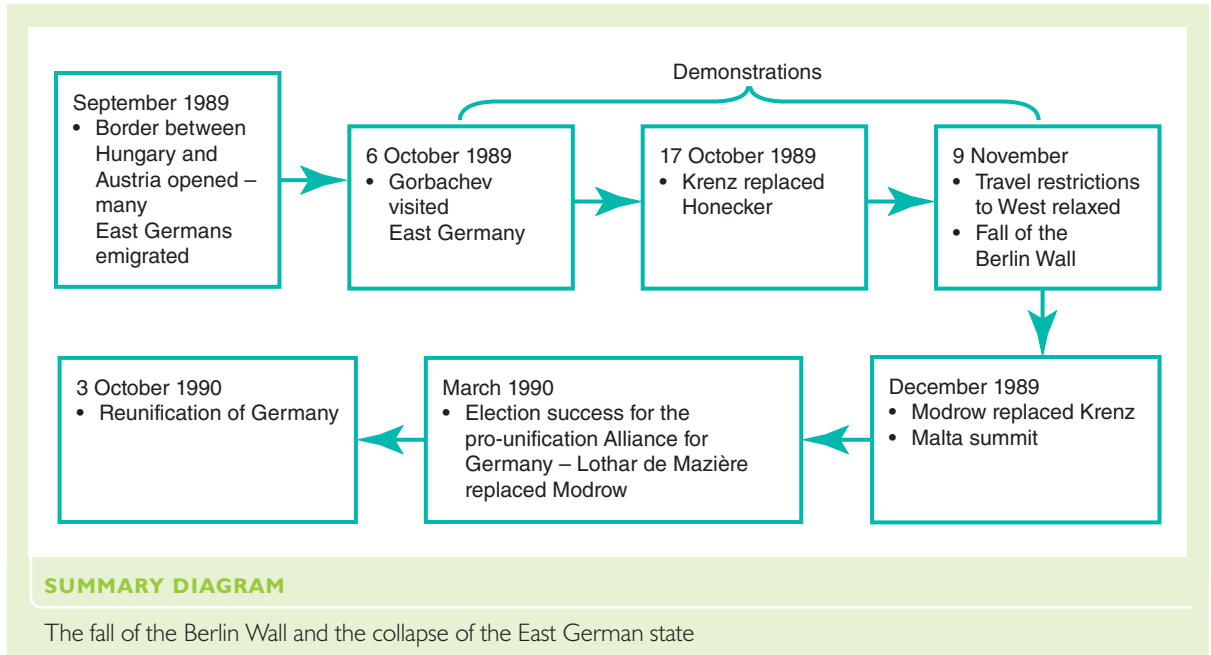 Demonstrations
September 1989
• Border between
Hungary and
Austria opened –
many
East Germans
emigrated
6 October 1989
• Gorbachev
visited
East Germany
17 October 1989
• Krenz replaced
Honecker
9 November
• Travel restrictions
to West relaxed
• Fall of the
Berlin Wall
December 1989
• Modrow replaced Krenz
• Malta summit
March 1990
• Election success for the
pro-unification Alliance for
Germany – Lothar de Mazière
replaced Modrow
3 October 1990
• Reunification of Germany
SUMMARY DIAGRAM
The fall of the Berlin Wall and the collapse of the East German state